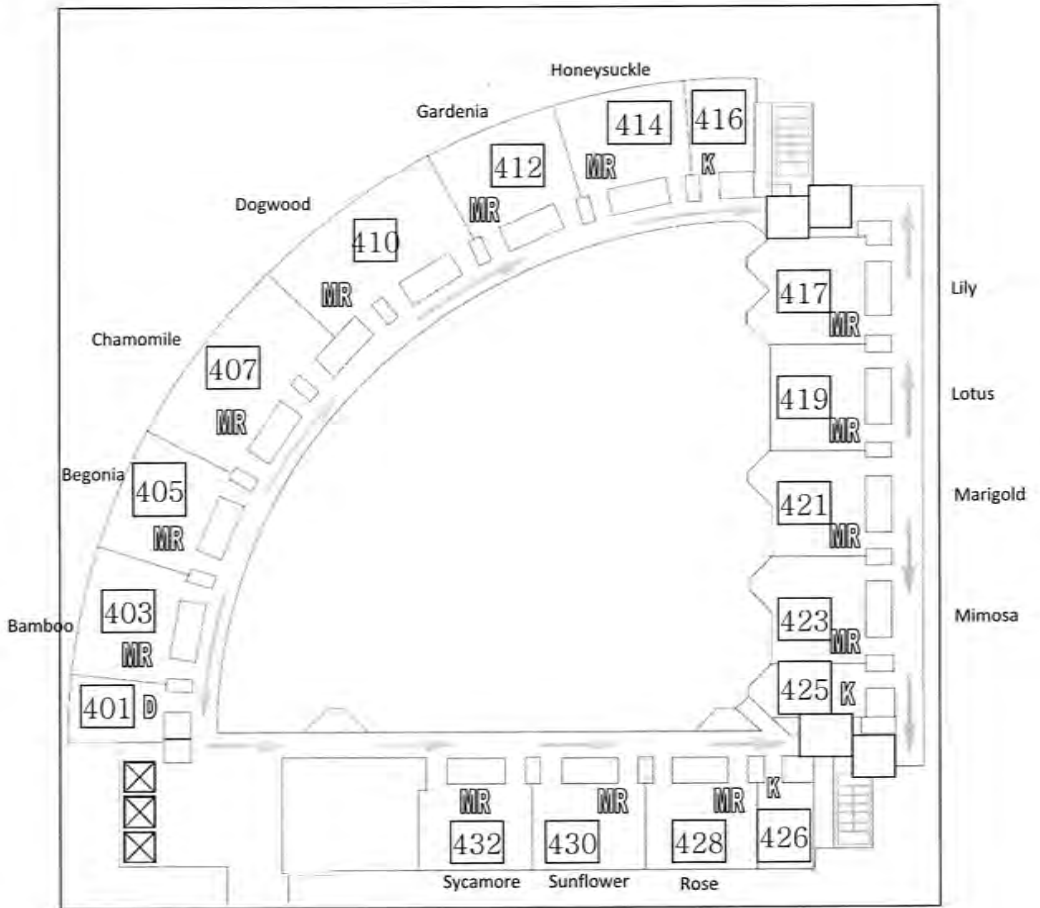 Honeysuckle
Gardenia
414
416
MR
K
412
MR
Dogwood
410
MR
417
MR
Lily
Chamomile
407
MR
419
MR
Lotus
Begonia
405
MR
421
MR
Marigold
Bamboo
403
MR
423
MR
Mimosa
401 D
425 K
MR
MR
MR
K
432
430
428
426
Sycamore
Sunflower
Rose